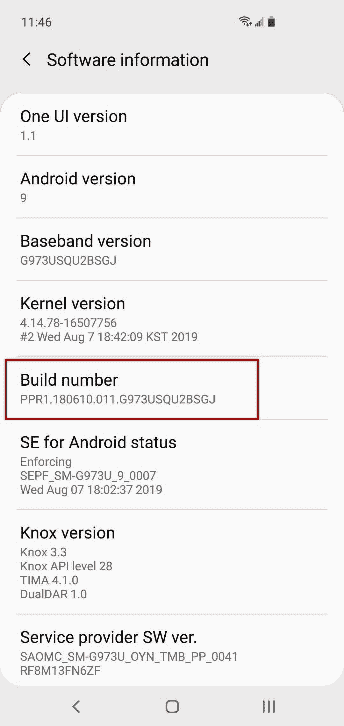 11:46
Software information
One UI version
1.1
Android version
9
Baseband version
G973USQU2BSGJ
Kernel version
4.14.78-16507756
#2 Wed Aug 7 18:42:09 KST 2019
Build number
PPR1.180610.011.G973USQU2BSGJ
SE for Android status
Enforcing
SEPF_SM-G973U_9_0007
Wed Aug 07 18:02:37 2019
Knox version
Knox 3.3
Knox API level 28
TIMA 4.1.0
DualDAR 1.0
Service provider SW ver.
SAOMC_SM-G973U_OYN_TMB_PP_0041
RF8M13FN6ZF